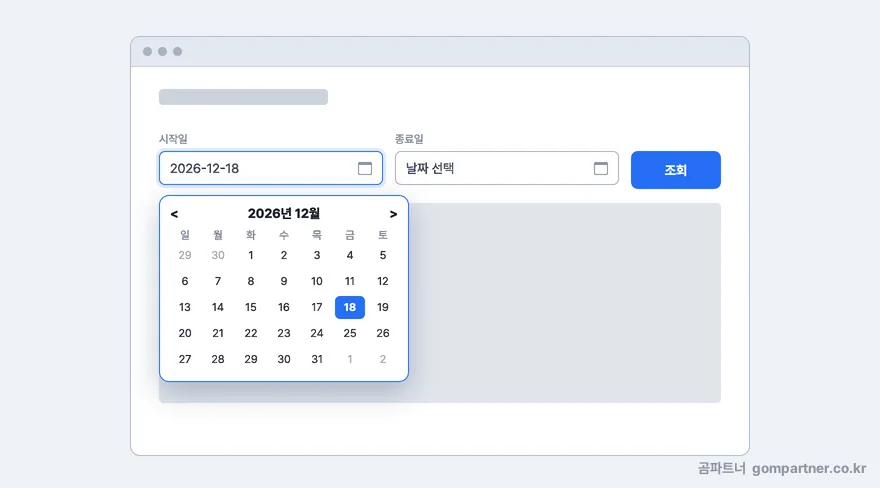 시작일
종료일
2026-12-18
날짜 선택
조회
< 2026년 12월 >
일 월 화 수 목 금 토
29 30 1 2 3 4 5
6 7 8 9 10 11 12
13 14 15 16 17 18 19
20 21 22 23 24 25 26
27 28 29 30 31 1 2
곰파트너 gompartner.co.kr